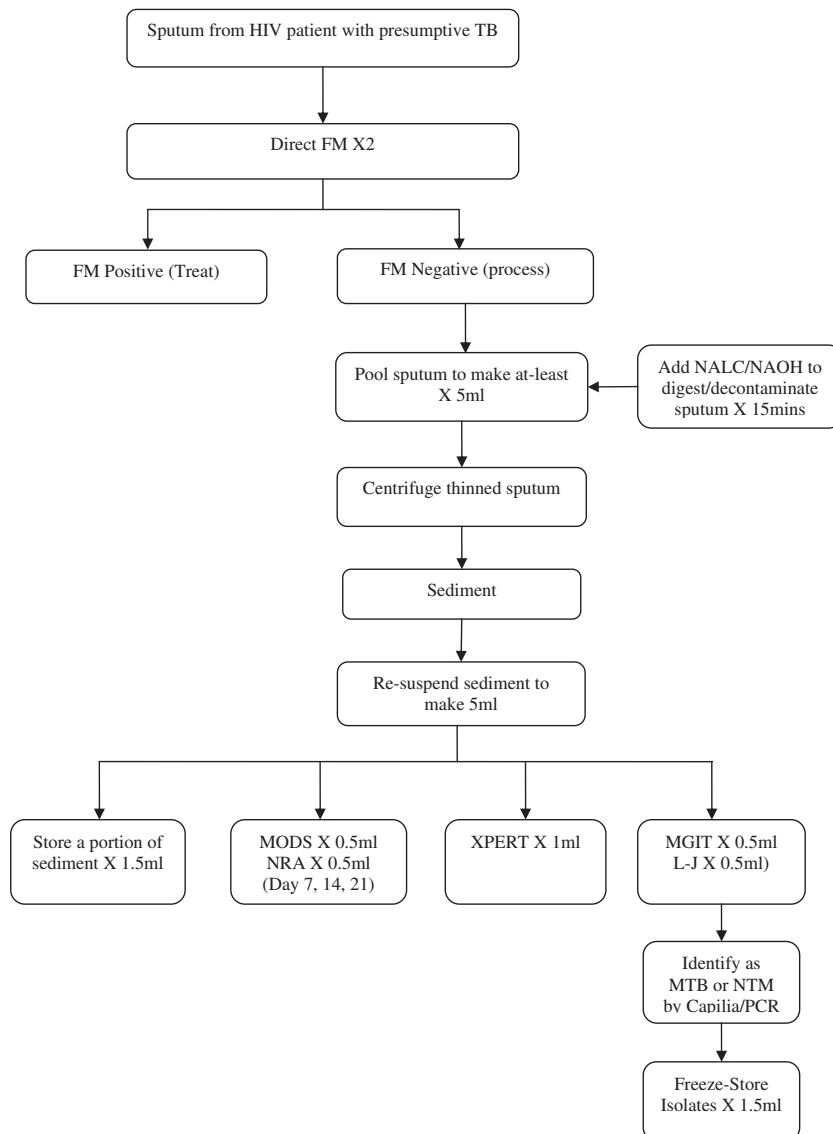 Sputum from HIV patient with presumptive TB
Direct FM X2
FM Positive (Treat)
FM Negative (process)
Pool sputum to make at-least
X 5ml
Add NALC/NAOH to
digest/decontaminate
sputum X 15mins
Centrifuge thinned sputum
Sediment
Re-suspend sediment to
make 5ml
Store a portion of
sediment X 1.5ml
MODS X 0.5ml
NRA X 0.5ml
(Day 7, 14, 21)
XPERT X 1ml
MGIT X 0.5ml
L-J X 0.5ml)
Identify as
MTB or NTM
by Capilia/PCR
Freeze-Store
Isolates X 1.5ml